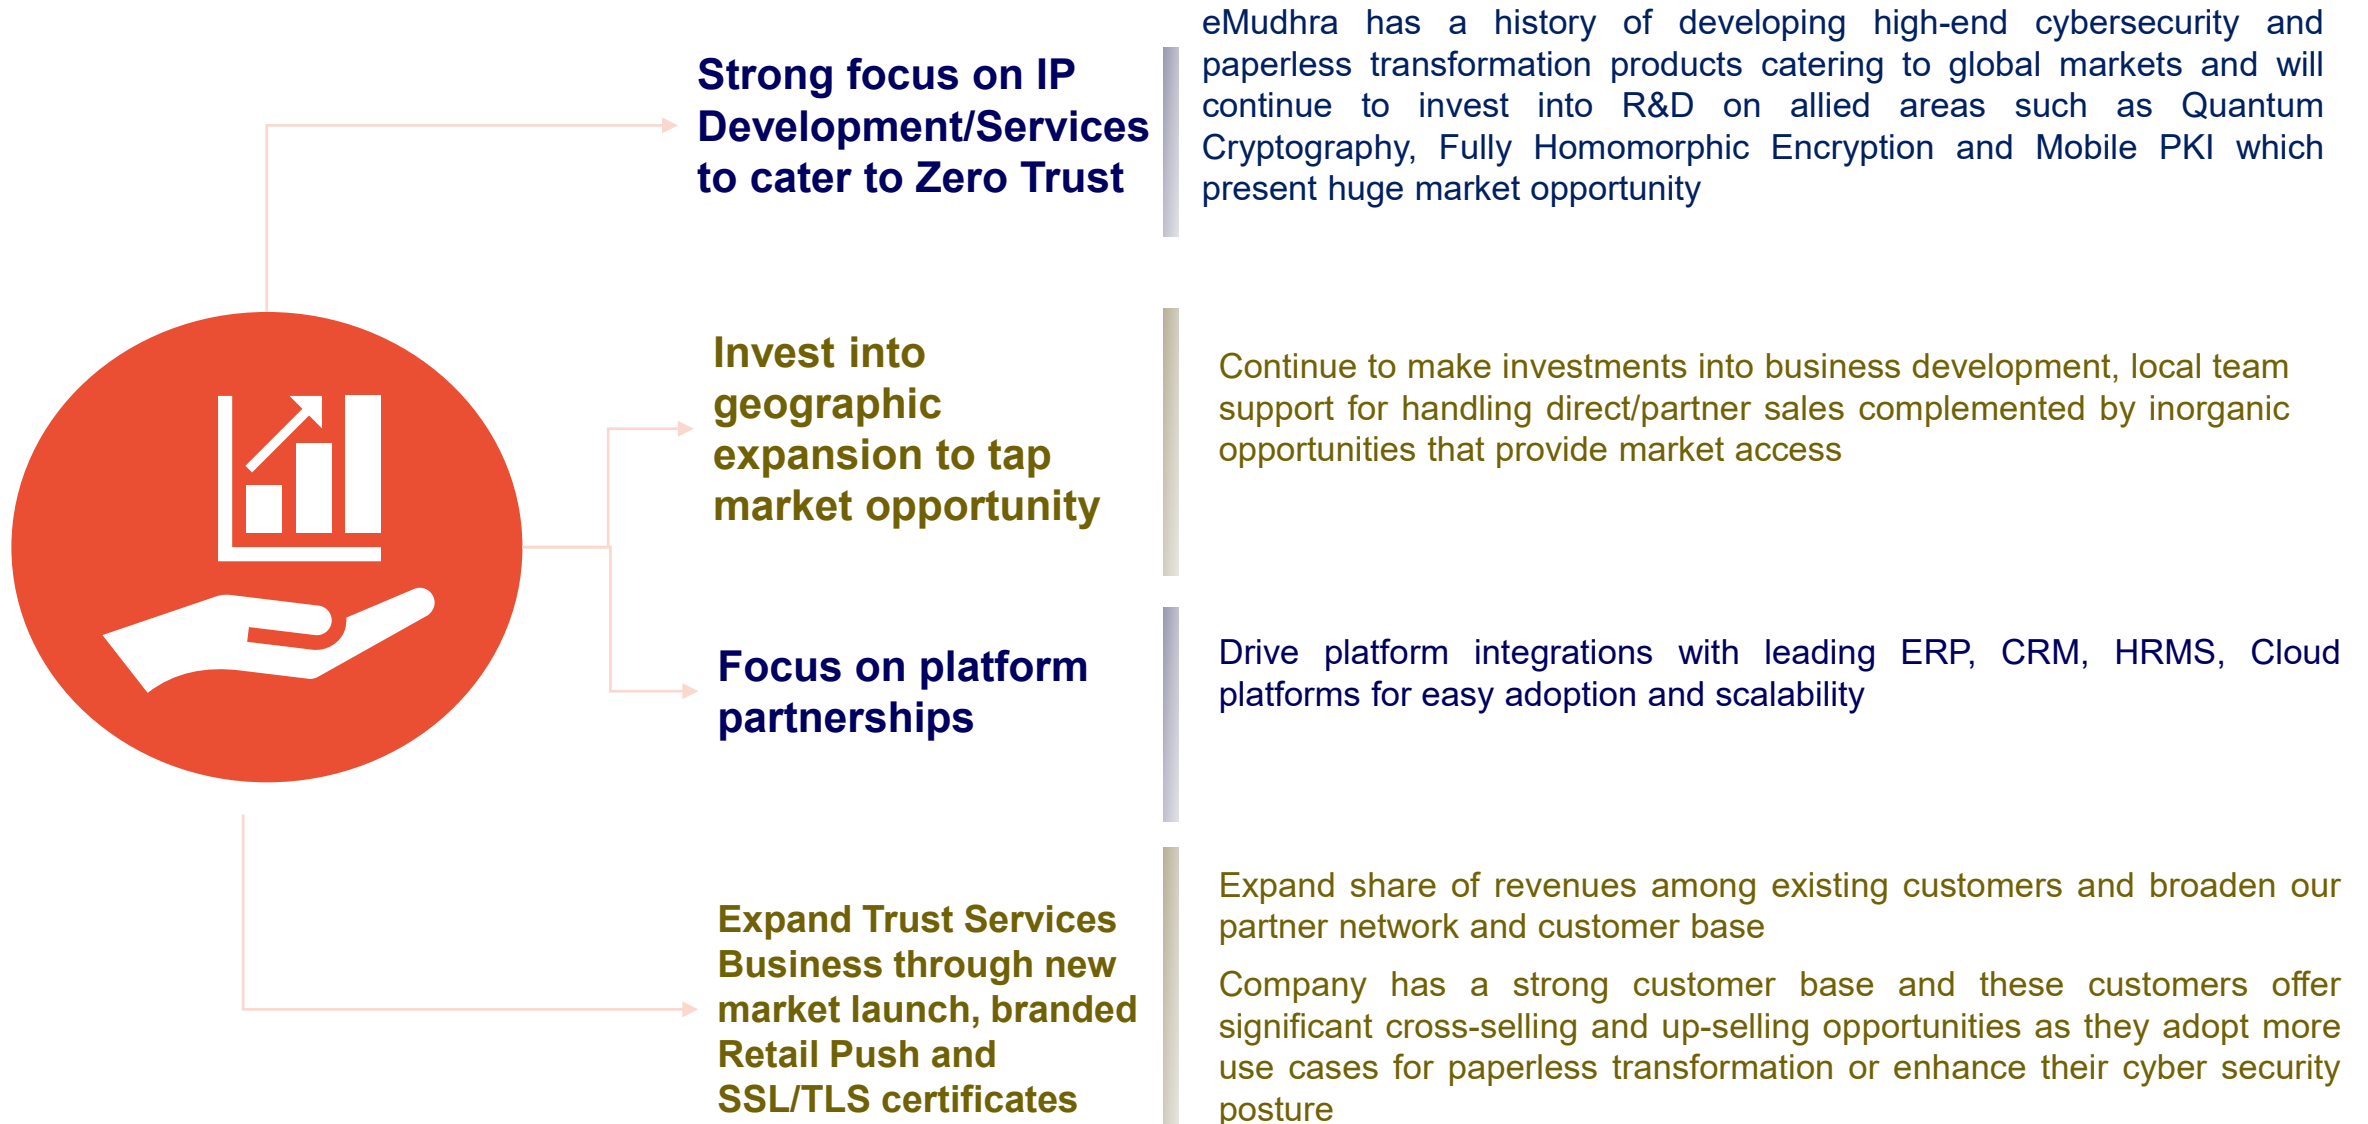 Strong focus on IP
Development/Services
to cater to Zero Trust
eMudhra has a history of developing high-end cybersecurity and
paperless transformation products catering to global markets and will
continue to invest into R&D on allied areas such as Quantum
Cryptography, Fully Homomorphic Encryption and Mobile PKI which
present huge market opportunity
Invest into
geographic
expansion to tap
market opportunity
Continue to make investments into business development, local team
support for handling direct/partner sales complemented by inorganic
opportunities that provide market access
Focus on platform
partnerships
Drive platform integrations with leading ERP, CRM, HRMS, Cloud
platforms for easy adoption and scalability
Expand Trust Services
Business through new
market launch, branded
Retail Push and
SSL/TLS certificates
Expand share of revenues among existing customers and broaden our
partner network and customer base
Company has a strong customer base and these customers offer
significant cross-selling and up-selling opportunities as they adopt more
use cases for paperless transformation or enhance their cyber security
posture